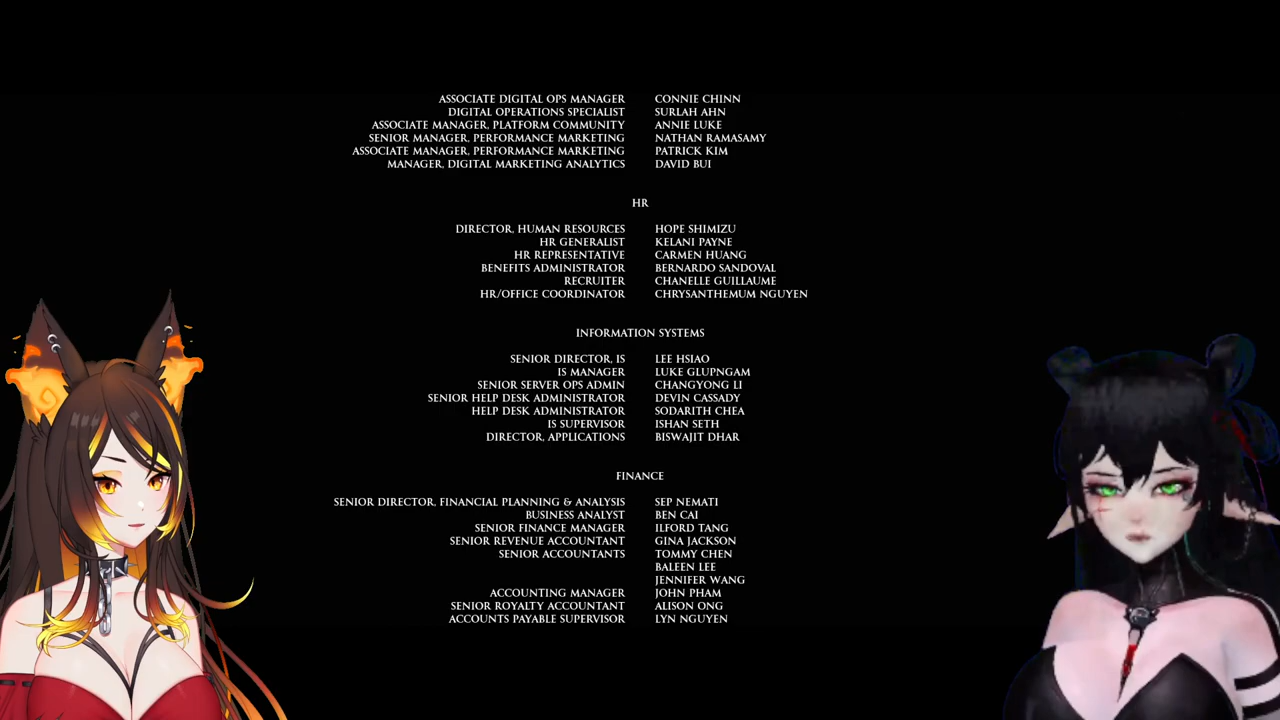 ASSOCIATE DIGITAL OPS MANAGER CONNIE CHINN
DIGITAL OPERATIONS SPECIALIST SURLAH AHN
ASSOCIATE MANAGER, PLATFORM COMMUNITY ANNIE LUKE
SENIOR MANAGER, PERFORMANCE MARKETING NATHAN RAMASAMY
ASSOCIATE MANAGER, PERFORMANCE MARKETING PATRICK KIM
MANAGER, DIGITAL MARKETING ANALYTICS DAVID BUI
HR
DIRECTOR, HUMAN RESOURCES HOPE SHIMIZU
HR GENERALIST KELANI PAYNE
HR REPRESENTATIVE CARMEN HUANG
BENEFITS ADMINISTRATOR BERNARDO SANDOVAL
RECRUITER CHANELLE GUILLAUME
HR/OFFICE COORDINATOR CHRYSANTHEMUM NGUYEN
INFORMATION SYSTEMS
SENIOR DIRECTOR, IS LEE HSIAO
IS MANAGER LUKE GLUPNGAM
SENIOR SERVER OPS ADMIN CHANGYONG LI
SENIOR HELP DESK ADMINISTRATOR DEVIN CASSADY
HELP DESK ADMINISTRATOR SODARITH CHEA
IS SUPERVISOR ISHAN SETH
DIRECTOR, APPLICATIONS BISWAJIT DHAR
FINANCE
SENIOR DIRECTOR, FINANCIAL PLANNING & ANALYSIS SEP NEMATI
BUSINESS ANALYST BEN CAI
SENIOR FINANCE MANAGER ILFORD TANG
SENIOR REVENUE ACCOUNTANT GINA JACKSON
SENIOR ACCOUNTANTS TOMMY CHEN
BALEEN LEE
JENNIFER WANG
ACCOUNTING MANAGER JOHN PHAM
SENIOR ROYALTY ACCOUNTANT ALISON ONG
ACCOUNTS PAYABLE SUPERVISOR LYN NGUYEN